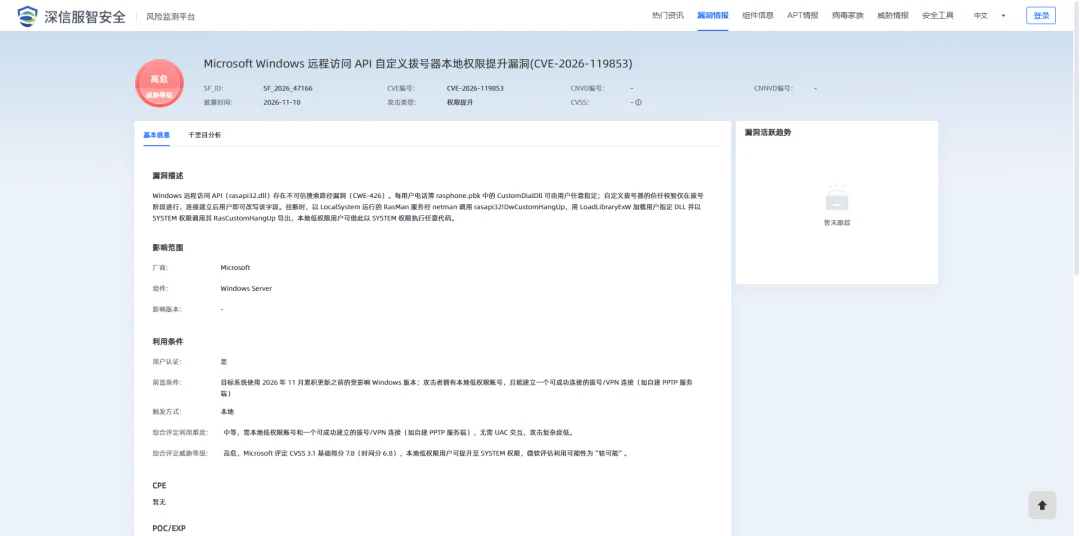 深信服智安全 风险监测平台 热门资讯 漏洞情报 组件信息 APT情报 病毒家族 威胁情报 安全工具 中文 登录
高危
威胁等级
Microsoft Windows 远程访问 API 自定义拨号器本地权限提升漏洞(CVE-2026-119853)
SF_ID: SF_2026_47166 CVE编号: CVE-2026-119853 CNVD编号: - CNNVD编号: -
披露时间: 2026-11-10 攻击类型: 权限提升 CVSS: -
基本信息 千里目分析
漏洞描述
Windows 远程访问 API（rasapi32.dll）存在不可信搜索路径漏洞（CWE-426）。每用户电话簿 rasphone.pbk 中的 CustomDialDll 可由用户任意指定；自定义拨号器的信任校验仅在拨号
阶段进行，连接建立后用户即可改写该字段。挂断时，以 LocalSystem 运行的 RasMan 服务经 netman 调用 rasapi32!DwCustomHangUp，用 LoadLibraryExW 加载用户指定 DLL 并以
SYSTEM 权限调用其 RasCustomHangUp 导出，本地低权限用户可借此以 SYSTEM 权限执行任意代码。
影响范围
厂商: Microsoft
组件: Windows Server
影响版本: -
利用条件
用户认证: 是
前置条件: 目标系统使用 2026 年 11 月累积更新之前的受影响 Windows 版本；攻击者拥有本地低权限账号，且能建立一个可成功连接的拨号/VPN 连接（如自建 PPTP 服务
端）
触发方式: 本地
综合评定利用难度: 中等，需本地低权限账号和一个可成功建立的拨号/VPN 连接（如自建 PPTP 服务端），无需 UAC 交互，攻击复杂度低。
综合评定威胁等级: 高危，Microsoft 评定 CVSS 3.1 基础得分 7.8（时间分 6.8），本地低权限用户可提升至 SYSTEM 权限，微软评估利用可能性为“较可能”。
CPE
暂无
POC/EXP
漏洞活跃趋势
暂未跟踪